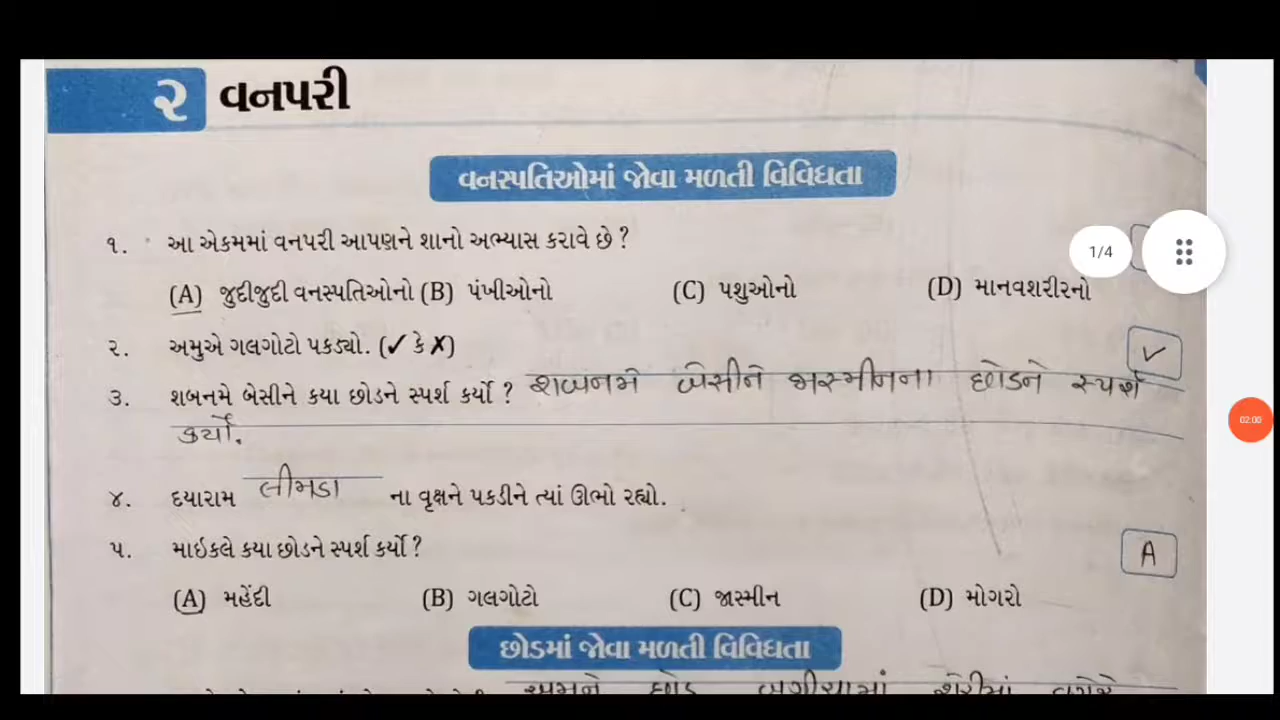 ૨ વનપરી
વનસ્પતિઓમાં જોવા મળતી વિવિધતા
૧. આ એકમમાં વનપરી આપણને શાનો અભ્યાસ કરાવે છે ?
1/4
(A) જુદીજુદી વનસ્પતિઓનો (B) પંખીઓનો (C) પશુઓનો (D) માનવશરીરનો
૨. અમુએ ગલગોટો પકડ્યો. (✓ કે ✗) ✓
૩. શબનમે બેસીને કયા છોડને સ્પર્શ કર્યો ? શબનમે બેસીને જાસ્મીનના છોડને સ્પર્શ
કર્યો.
02:00
૪. દયારામ લીમડા ના વૃક્ષને પકડીને ત્યાં ઊભો રહ્યો.
૫. માઇકલે કયા છોડને સ્પર્શ કર્યો ? A
(A) મહેંદી (B) ગલગોટો (C) જાસ્મીન (D) મોગરો
છોડમાં જોવા મળતી વિવિધતા